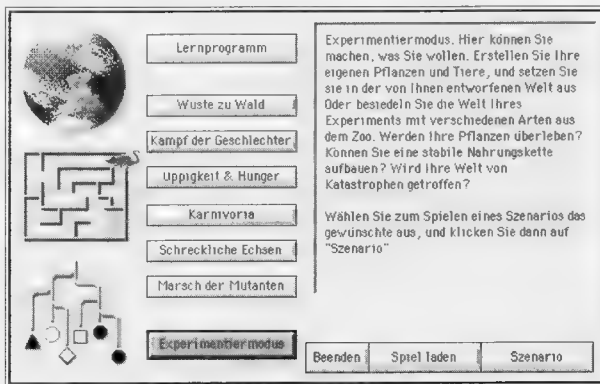 Lernprogramm
Wuste zu Wald
Kampf der Geschlechter
Uppigkeit & Hunger
Karnivoria
Schreckliche Echsen
Marsch der Mutanten
Experimentiermodus
Experimentiermodus. Hier können Sie
machen, was Sie wollen. Erstellen Sie Ihre
eigenen Pflanzen und Tiere, und setzen Sie
sie in der von Ihnen entworfenen Welt aus
Oder besiedeln Sie die Welt Ihres
Experiments mit verschiedenen Arten aus
dem Zoo. Werden Ihre Pflanzen überleben?
Können Sie eine stabile Nahrungskette
aufbauen? Wird Ihre Welt von
Katastrophen getroffen?
Wählen Sie zum Spielen eines Szenarios das
gewünschte aus, und klicken Sie dann auf
"Szenario"
Beenden
Spiel laden
Szenario